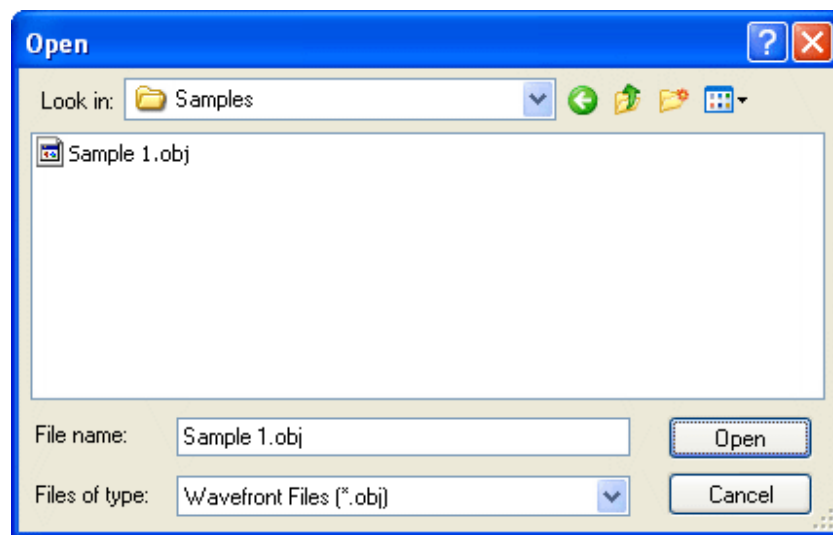 Open
Look in: Samples
Sample 1.obj
File name: Sample 1.obj Open
Files of type: Wavefront Files (*.obj) Cancel